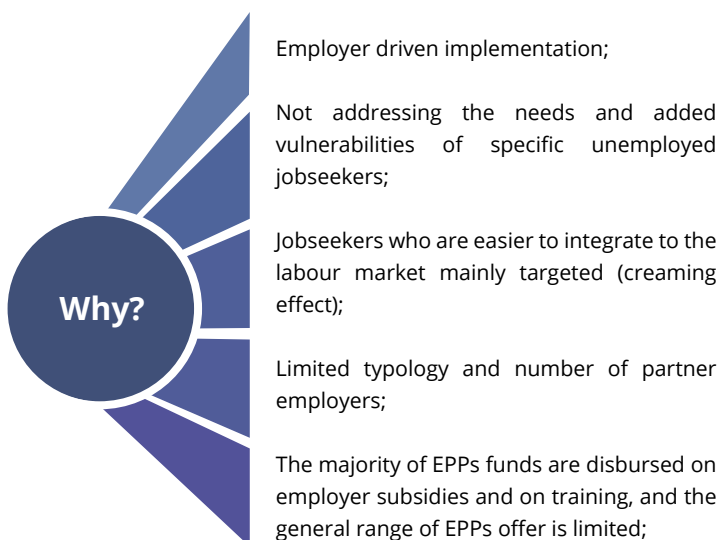 Why?
Employer driven implementation;
Not addressing the needs and added
vulnerabilities of specific unemployed
jobseekers;
Jobseekers who are easier to integrate to the
labour market mainly targeted (creaming
effect);
Limited typology and number of partner
employers;
The majority of EPPs funds are disbursed on
employer subsidies and on training, and the
general range of EPPs offer is limited;